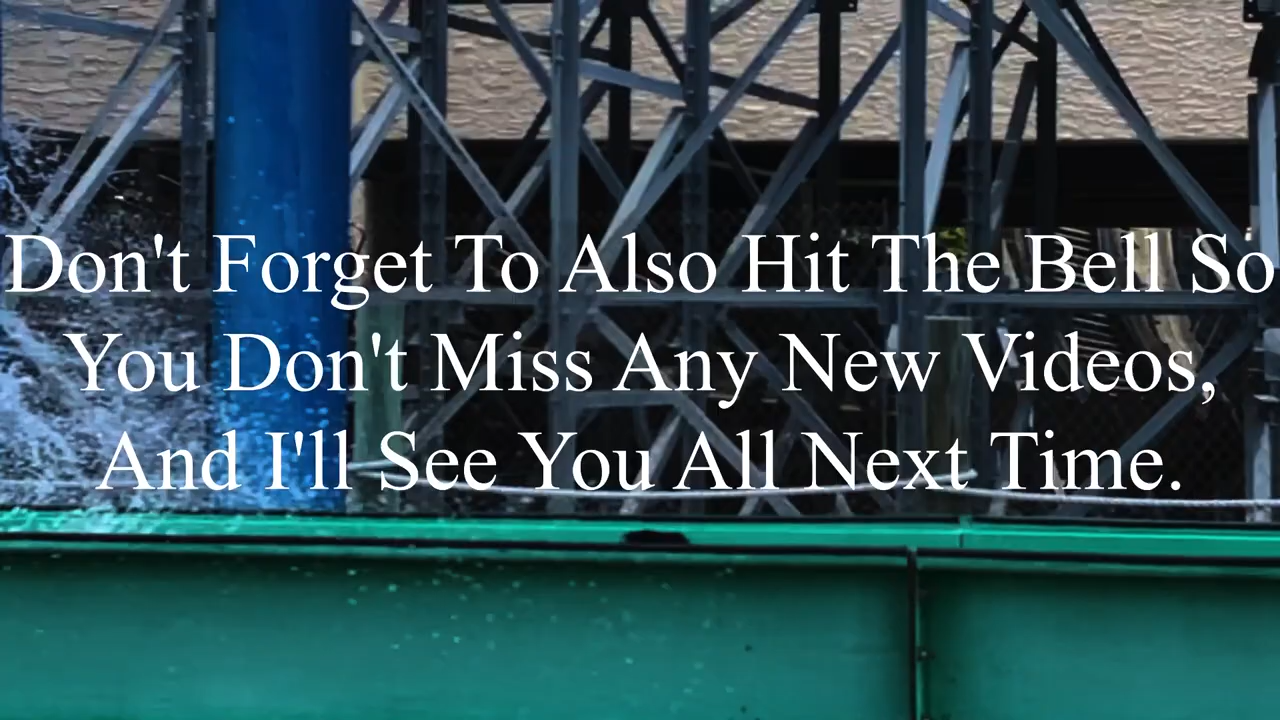 Don't Forget To Also Hit The Bell So
You Don't Miss Any New Videos,
And I'll See You All Next Time.